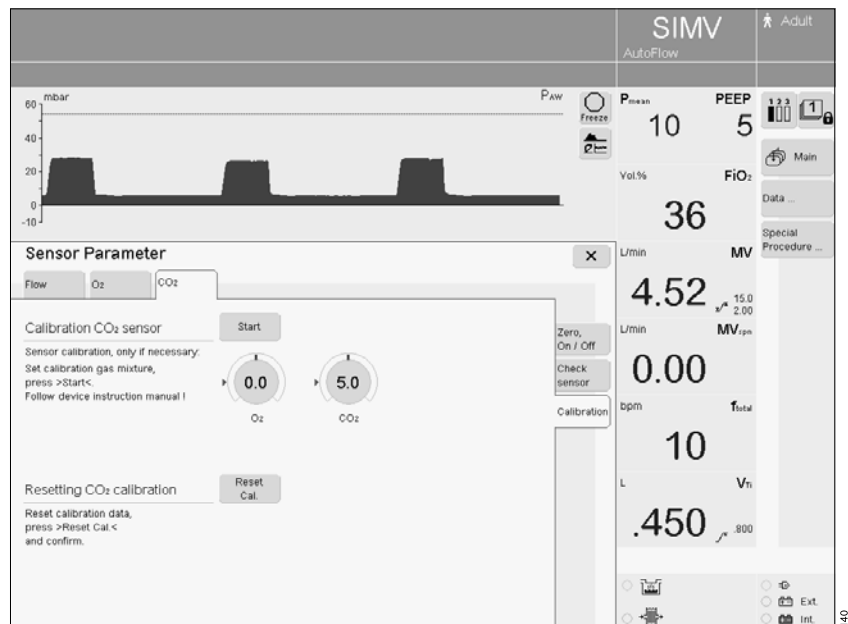 SIMV
AutoFlow
Adult
mbar
PAW
60
40
20
0
-10
Freeze
Pmean PEEP
10 5
Vol.% FiO2
36
L/min MV
4.52 15.0
2.00
L/min MVspn
0.00
bpm ftotal
10
L VTi
.450 .800
1 2 3
1
Main
Data ...
Special
Procedure ...
Sensor Parameter
Flow
O2
CO2
Calibration CO2 sensor
Start
Sensor calibration, only if necessary:
Set calibration gas mixture,
press >Start<.
Follow device instruction manual !
0.0
O2
5.0
CO2
Zero,
On / Off
Check
sensor
Calibration
Resetting CO2 calibration
Reset
Cal.
Reset calibration data,
press >Reset Cal.<
and confirm.
Ext.
Int.